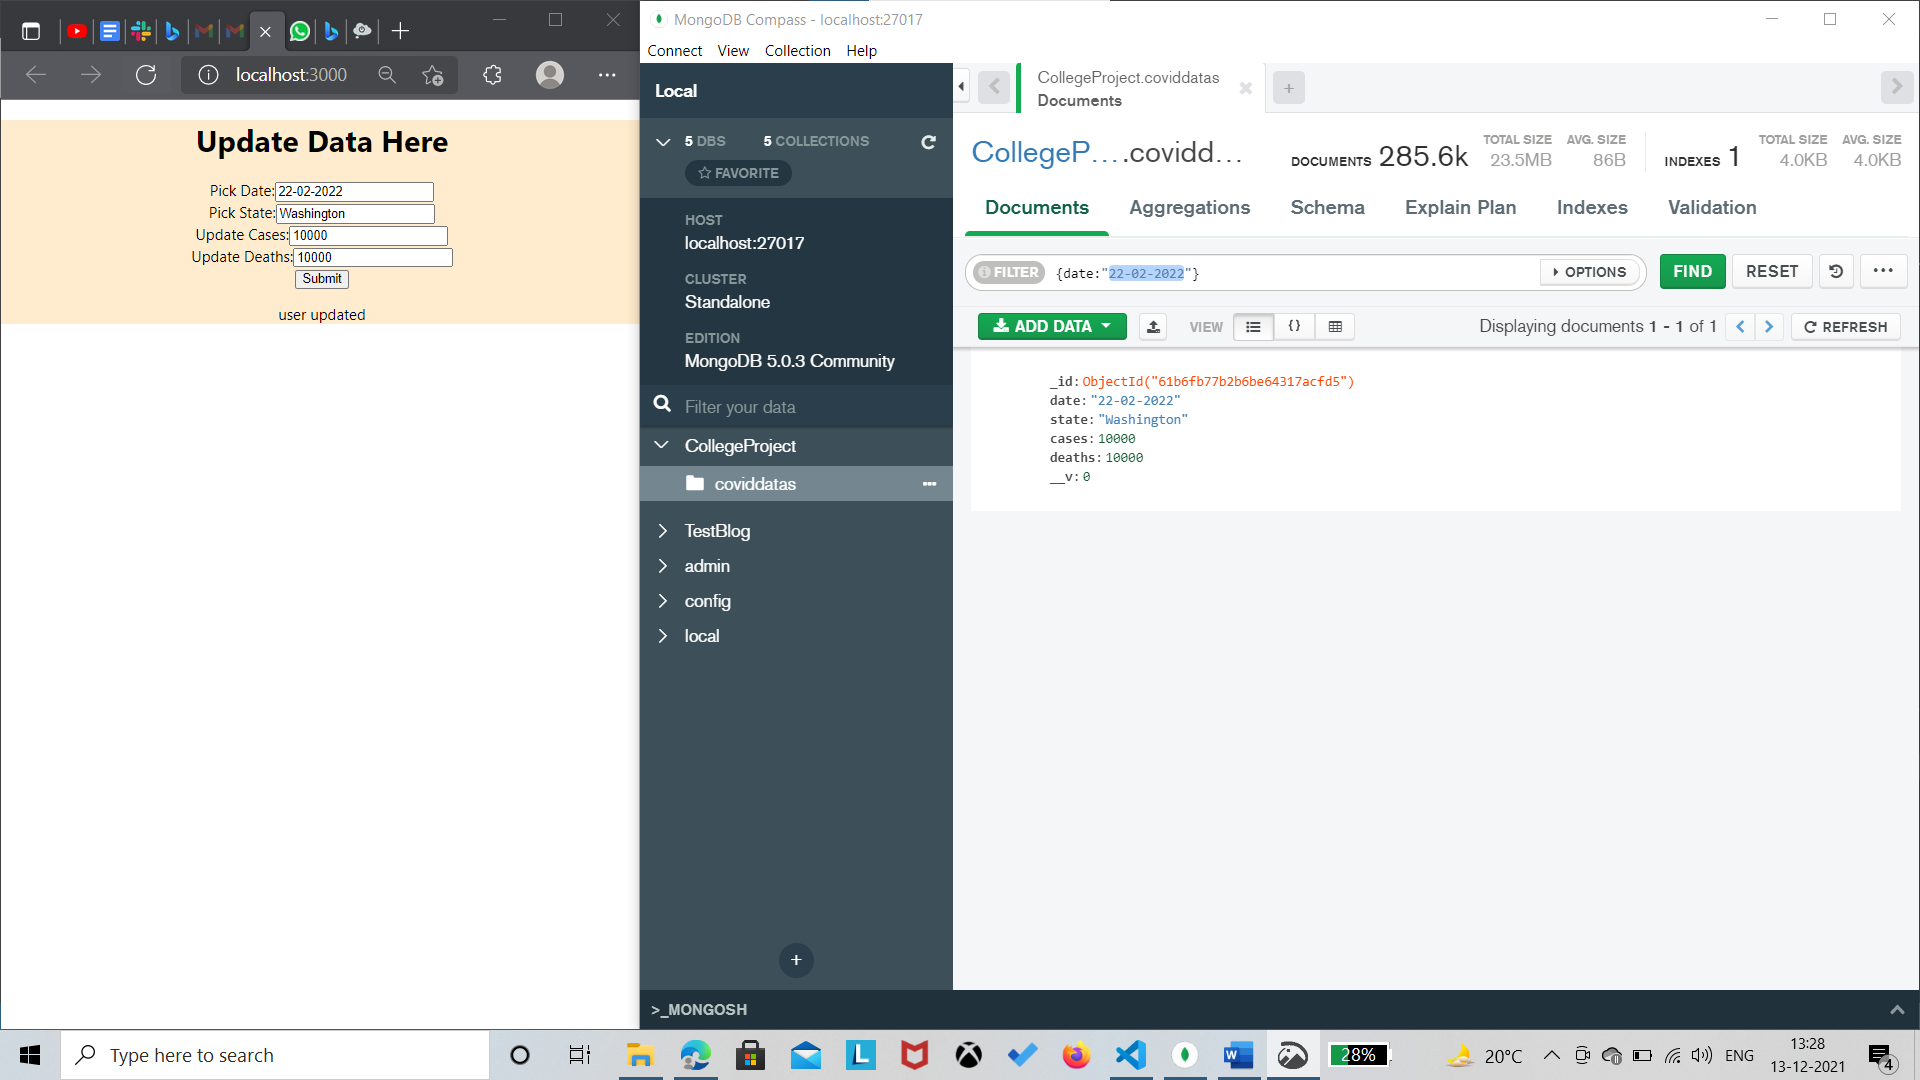 localhost:3000
Update Data Here
Pick Date: 22-02-2022
Pick State: Washington
Update Cases: 10000
Update Deaths: 10000
Submit
user updated
MongoDB Compass - localhost:27017
Connect View Collection Help
Local
5 DBS 5 COLLECTIONS
FAVORITE
HOST
localhost:27017
CLUSTER
Standalone
EDITION
MongoDB 5.0.3 Community
Filter your data
CollegeProject
coviddatas
TestBlog
admin
config
local
+
CollegeProject.coviddatas
Documents
+
CollegeP....covidd...
DOCUMENTS 285.6k
TOTAL SIZE 23.5MB
AVG. SIZE 86B
INDEXES 1
TOTAL SIZE 4.0KB
AVG. SIZE 4.0KB
Documents Aggregations Schema Explain Plan Indexes Validation
FILTER {date:"22-02-2022"} OPTIONS FIND RESET
ADD DATA VIEW {} Displaying documents 1 - 1 of 1 REFRESH
_id: ObjectId("61b6fb77b2b6be64317acfd5")
date: "22-02-2022"
state: "Washington"
cases: 10000
deaths: 10000
__v: 0
>_MONGOSH
Type here to search
L
28%
20°C
ENG
13:28
13-12-2021
4